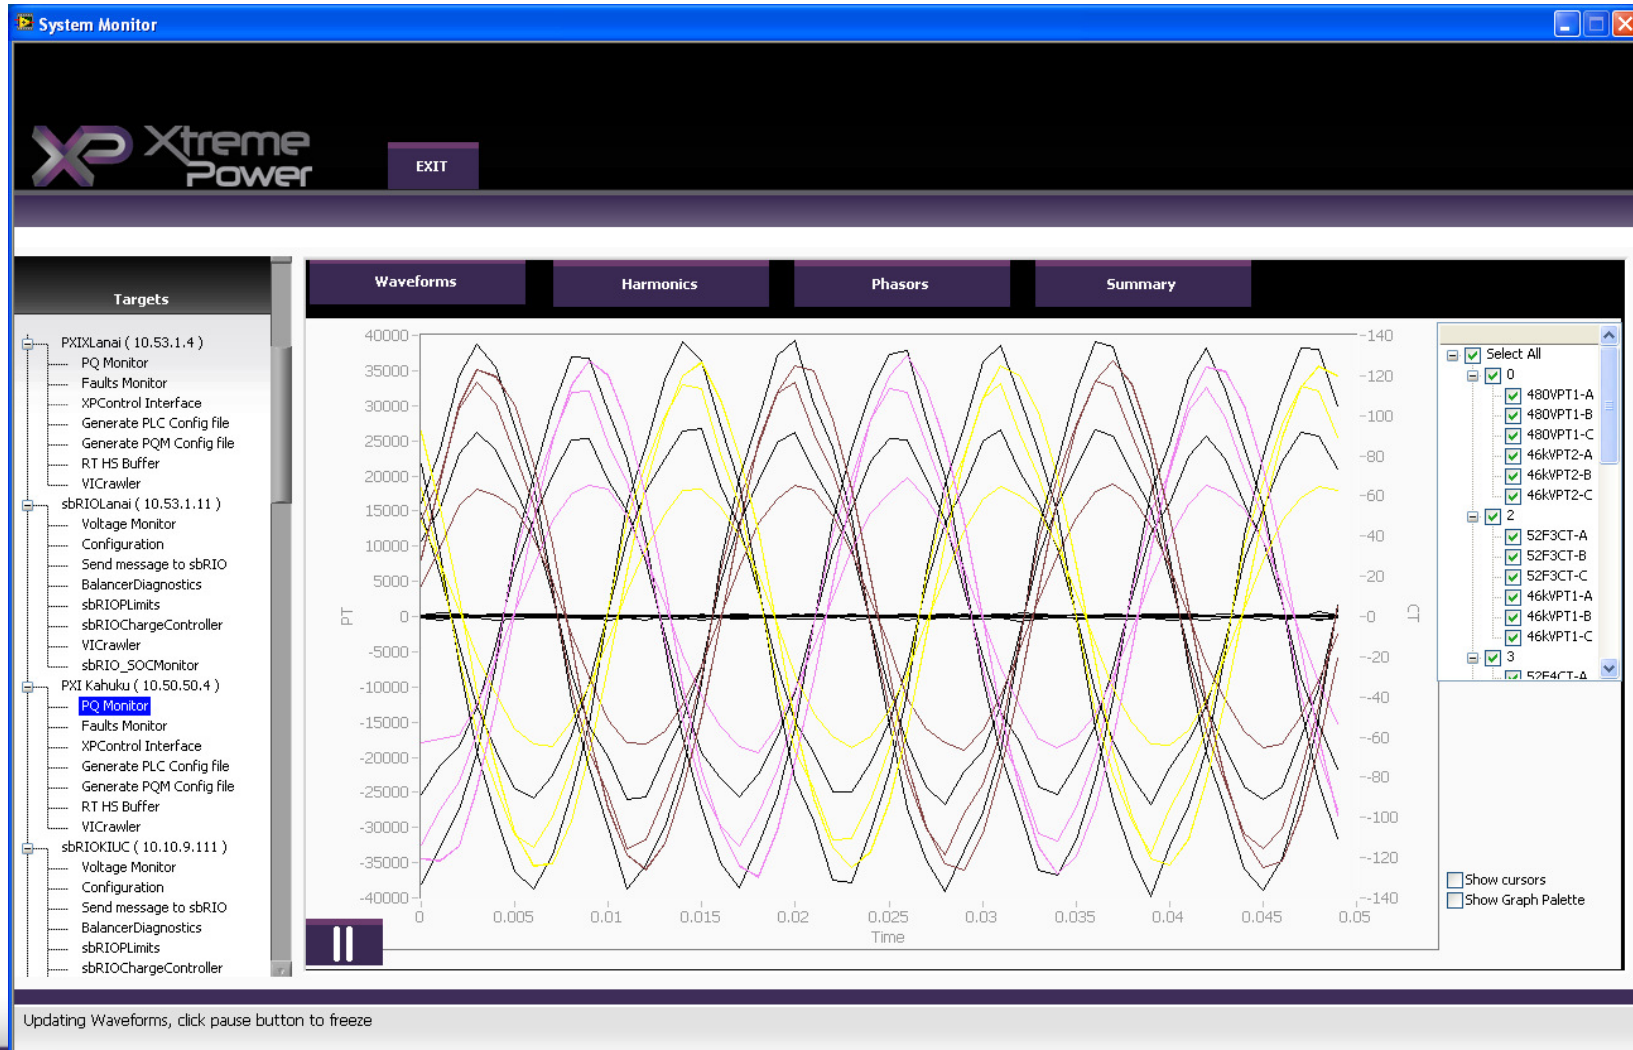 System Monitor
XP Xtreme
Power
EXIT
Targets
PXIXLanai ( 10.53.1.4 )
PQ Monitor
Faults Monitor
XPControl Interface
Generate PLC Config file
Generate PQM Config file
RT HS Buffer
VICrawler
sbRIOLanai ( 10.53.1.11 )
Voltage Monitor
Configuration
Send message to sbRIO
BalancerDiagnostics
sbRIOPLimits
sbRIOChargeController
VICrawler
sbRIO_SOCMonitor
PXI Kahuku ( 10.50.50.4 )
PQ Monitor
Faults Monitor
XPControl Interface
Generate PLC Config file
Generate PQM Config file
RT HS Buffer
VICrawler
sbRIOKIUC ( 10.10.9.111 )
Voltage Monitor
Configuration
Send message to sbRIO
BalancerDiagnostics
sbRIOPLimits
sbRIOChargeController
Waveforms Harmonics Phasors Summary
40000
35000
30000
25000
20000
15000
10000
5000
0
-5000
-10000
-15000
-20000
-25000
-30000
-35000
-40000
PT
0 0.005 0.01 0.015 0.02 0.025 0.03 0.035 0.04 0.045 0.05
Time
140
120
100
80
60
40
20
0
-20
-40
-60
-80
-100
-120
-140
CT
Select All
0
480VPT1-A
480VPT1-B
480VPT1-C
46kVPT2-A
46kVPT2-B
46kVPT2-C
2
52F3CT-A
52F3CT-B
52F3CT-C
46kVPT1-A
46kVPT1-B
46kVPT1-C
3
52F4CT-A
Show cursors
Show Graph Palette
Updating Waveforms, click pause button to freeze